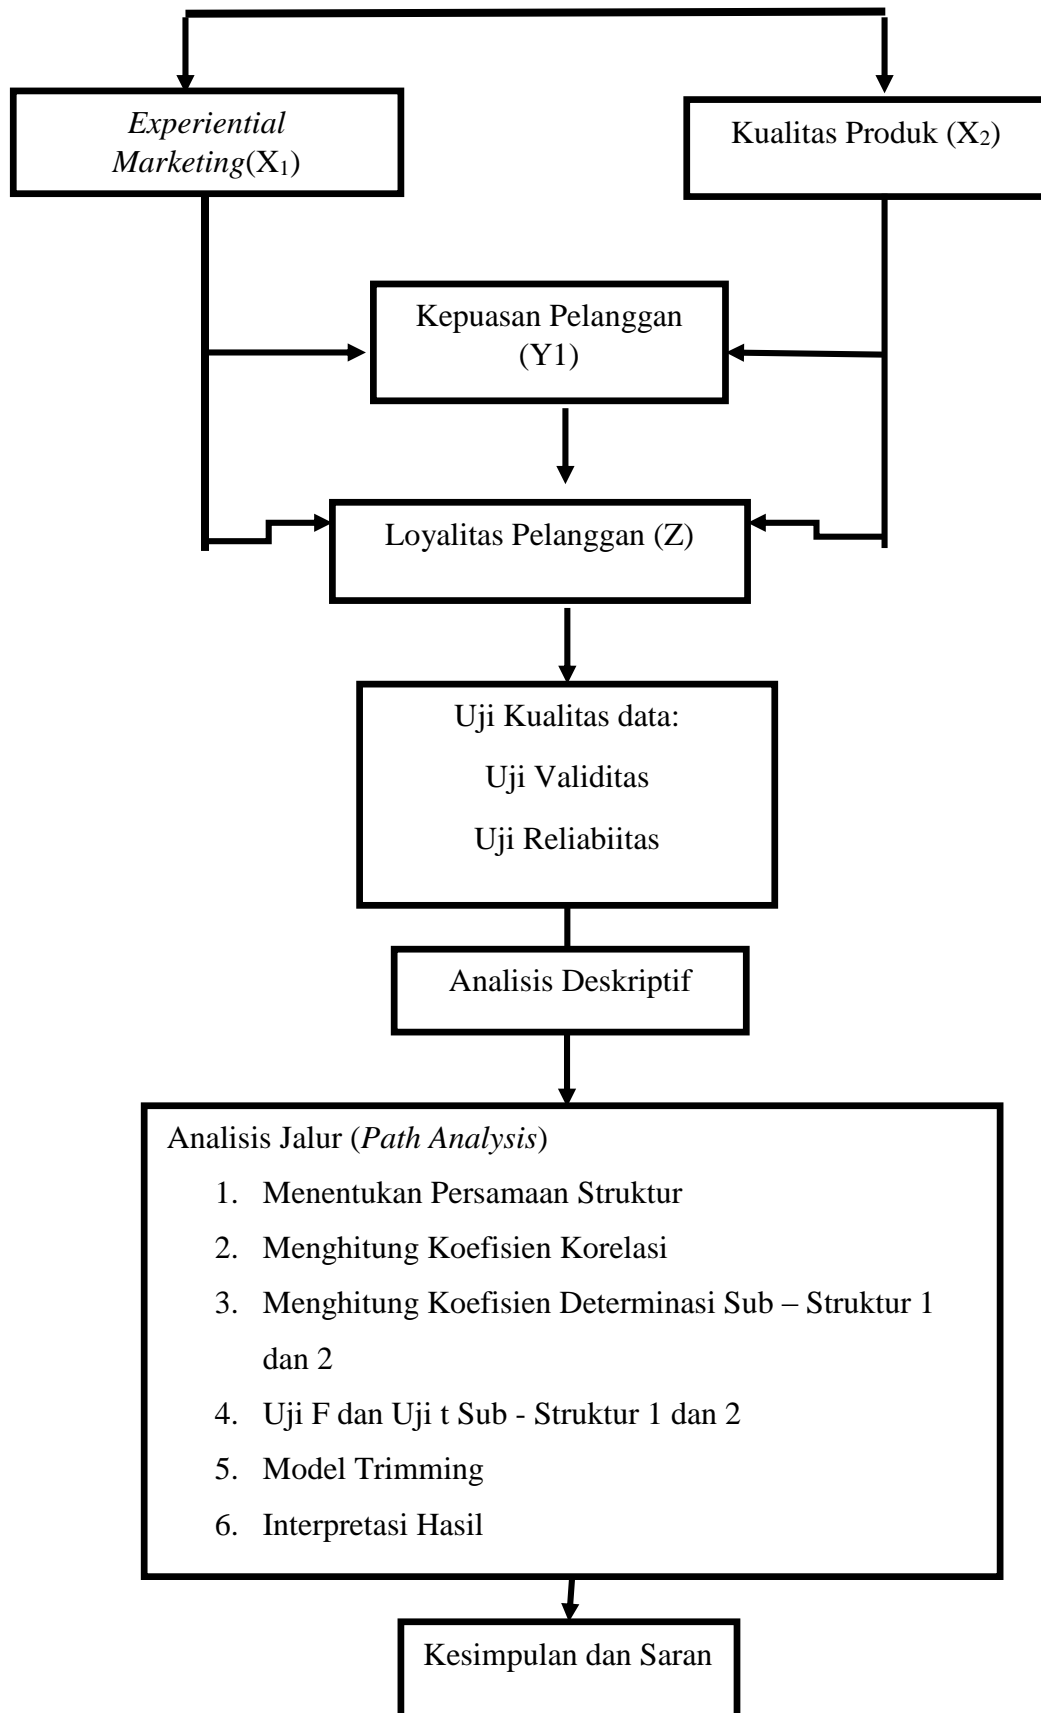 Experiential
Marketing(X₁)
Kualitas Produk (X₂)
Kepuasan Pelanggan
(Y1)
Loyalitas Pelanggan (Z)
Uji Kualitas data:
Uji Validitas
Uji Reliabiitas
Analisis Deskriptif
Analisis Jalur (Path Analysis)
1. Menentukan Persamaan Struktur
2. Menghitung Koefisien Korelasi
3. Menghitung Koefisien Determinasi Sub – Struktur 1
dan 2
4. Uji F dan Uji t Sub - Struktur 1 dan 2
5. Model Trimming
6. Interpretasi Hasil
Kesimpulan dan Saran